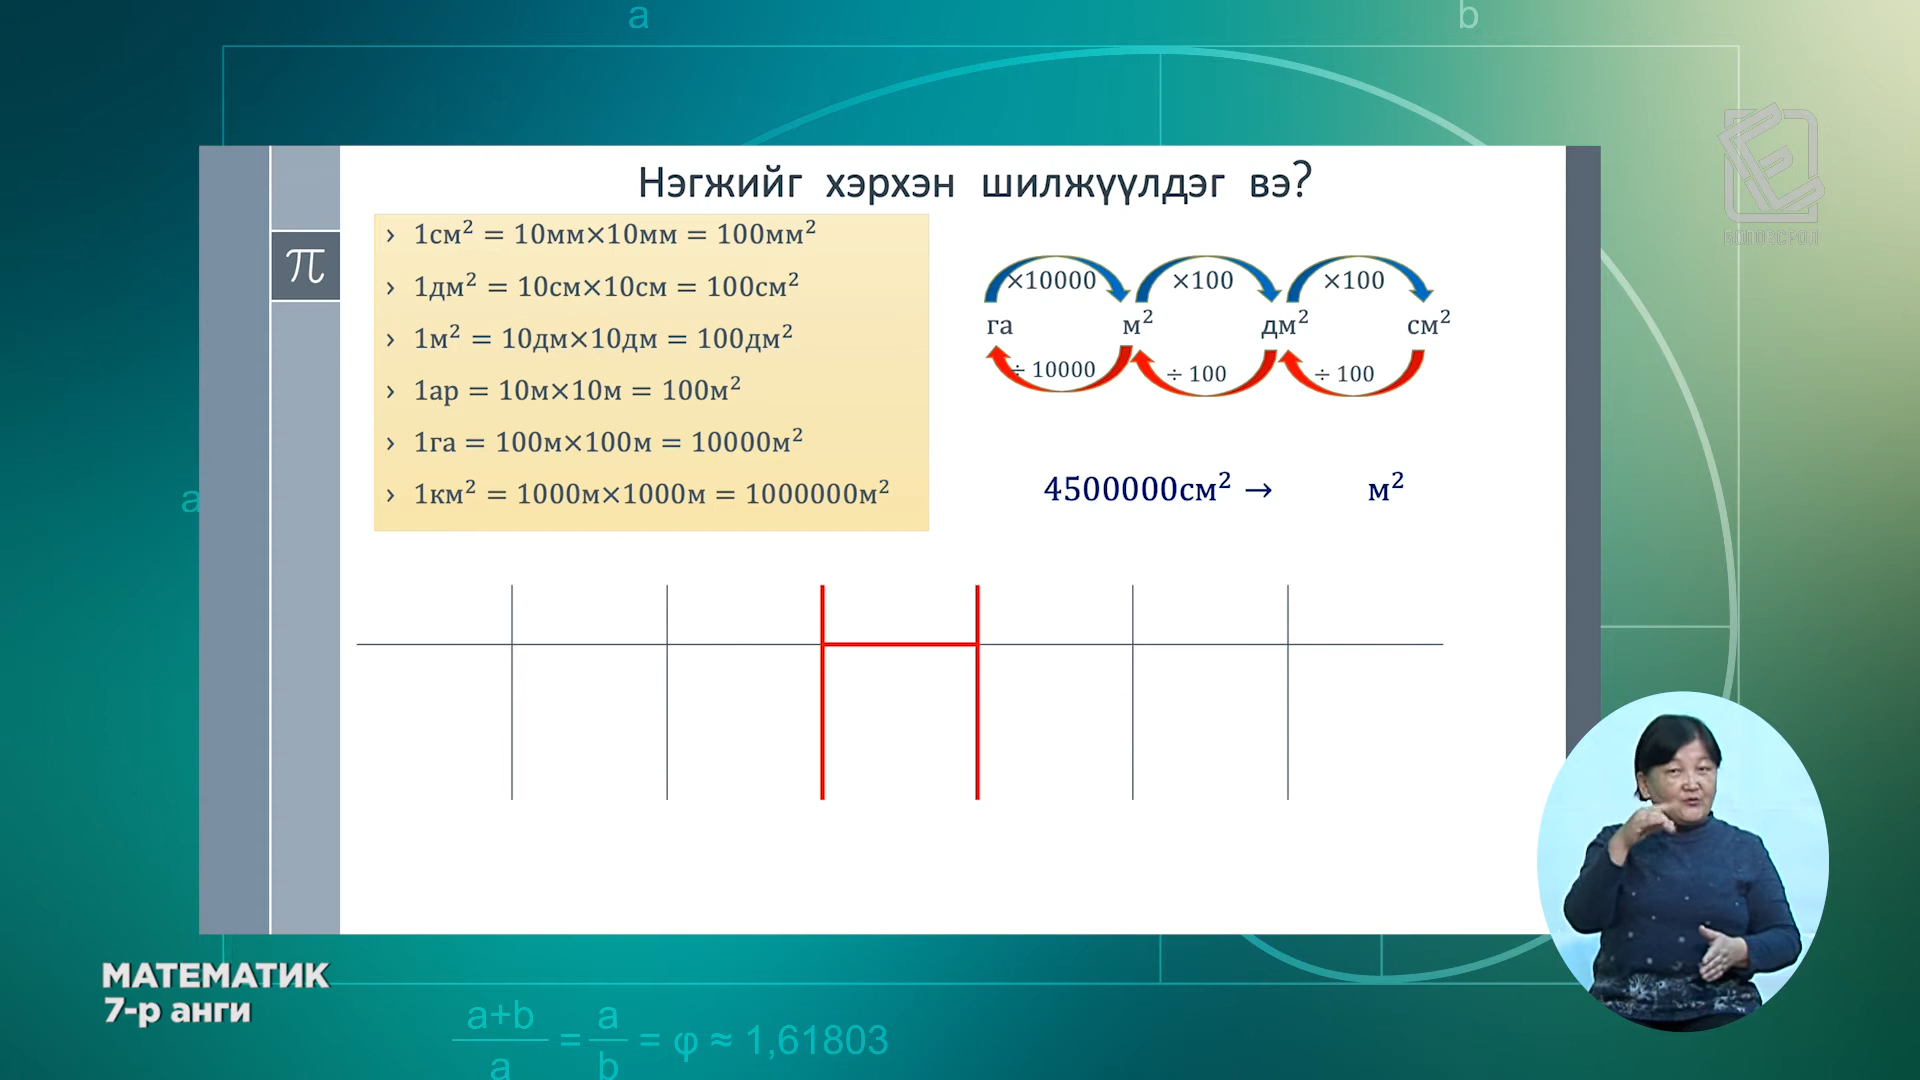 a
b
Нэгжийг хэрхэн шилжүүлдэг вэ?
π
› 1см² = 10мм×10мм = 100мм²
› 1дм² = 10см×10см = 100см²
› 1м² = 10дм×10дм = 100дм²
› 1ар = 10м×10м = 100м²
› 1га = 100м×100м = 10000м²
› 1км² = 1000м×1000м = 1000000м²
×10000 ×100 ×100
га м² дм² см²
÷ 10000 ÷ 100 ÷ 100
4500000см² → м²
a
БОЛОВСРОЛ
МАТЕМАТИК
7-р анги
a+b/a = a/b = φ ≈ 1,61803